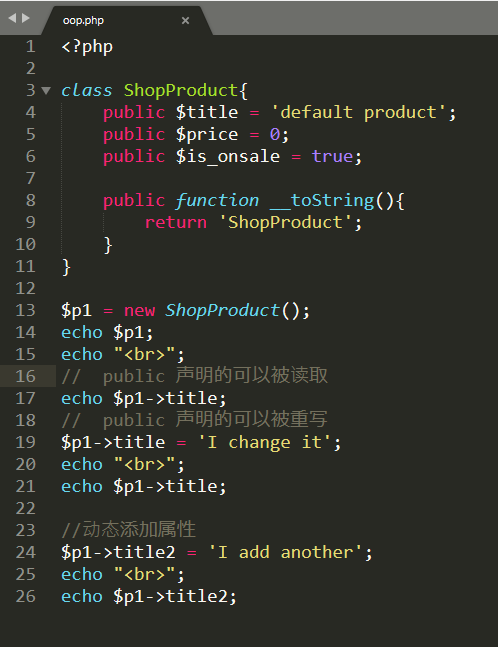 oop.php
1 <?php
2
3 class ShopProduct{
4     public $title = 'default product';
5     public $price = 0;
6     public $is_onsale = true;
7
8     public function __toString(){
9         return 'ShopProduct';
10     }
11 }
12
13 $p1 = new ShopProduct();
14 echo $p1;
15 echo "<br>";
16 //  public 声明的可以被读取
17 echo $p1->title;
18 //  public 声明的可以被重写
19 $p1->title = 'I change it';
20 echo "<br>";
21 echo $p1->title;
22
23 //动态添加属性
24 $p1->title2 = 'I add another';
25 echo "<br>";
26 echo $p1->title2;